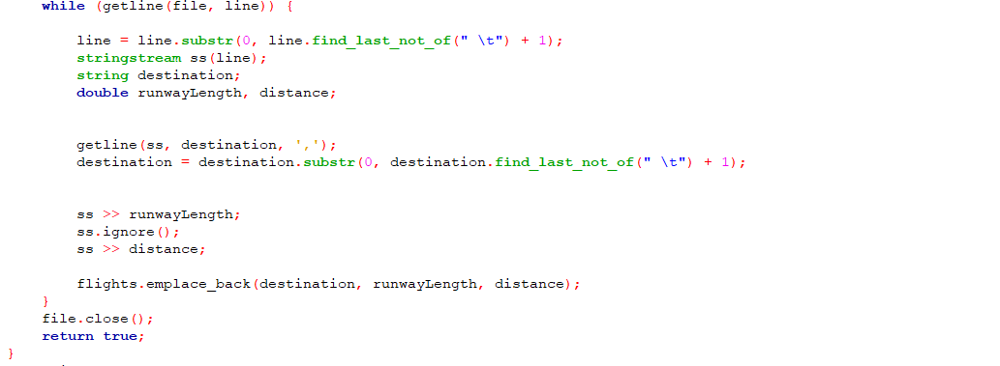 while (getline(file, line)) {
line = line.substr(0, line.find_last_not_of(" \t") + 1);
stringstream ss(line);
string destination;
double runwayLength, distance;
getline(ss, destination, ',');
destination = destination.substr(0, destination.find_last_not_of(" \t") + 1);
ss >> runwayLength;
ss.ignore();
ss >> distance;
flights.emplace_back(destination, runwayLength, distance);
}
file.close();
return true;
}